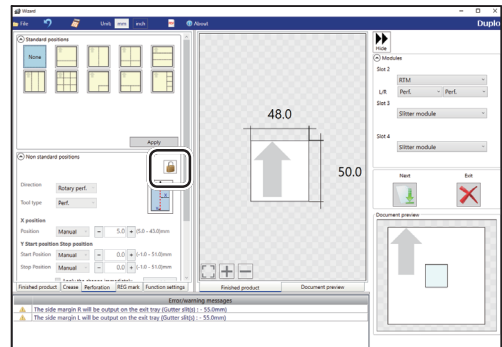 Wizard
File
Unit: mm inch
About
Duplo
Standard positions
None
Apply
Non standard positions
Direction Rotary perf.
Tool type Perf.
X position
Position Manual - 5.0 + (5.0 - 43.0)mm
Y Start position Stop position
Start Position Manual - 0.0 + (-1.0 - 51.0)mm
Stop Position Manual - 0.0 + (-1.0 - 51.0)mm
Finished product Crease Perforation REG mark Function settings
48.0
50.0
Finished product Document preview
Hide
Modules
Slot 2
RTM
L/R Perf. Perf.
Slot 3
Slitter module
Slot 4
Slitter module
Next Exit
Document preview
Error/warning messages
The side margin R will be output on the exit tray (Gutter slit(s) : - 55.0mm)
The side margin L will be output on the exit tray (Gutter slit(s) : - 55.0mm)